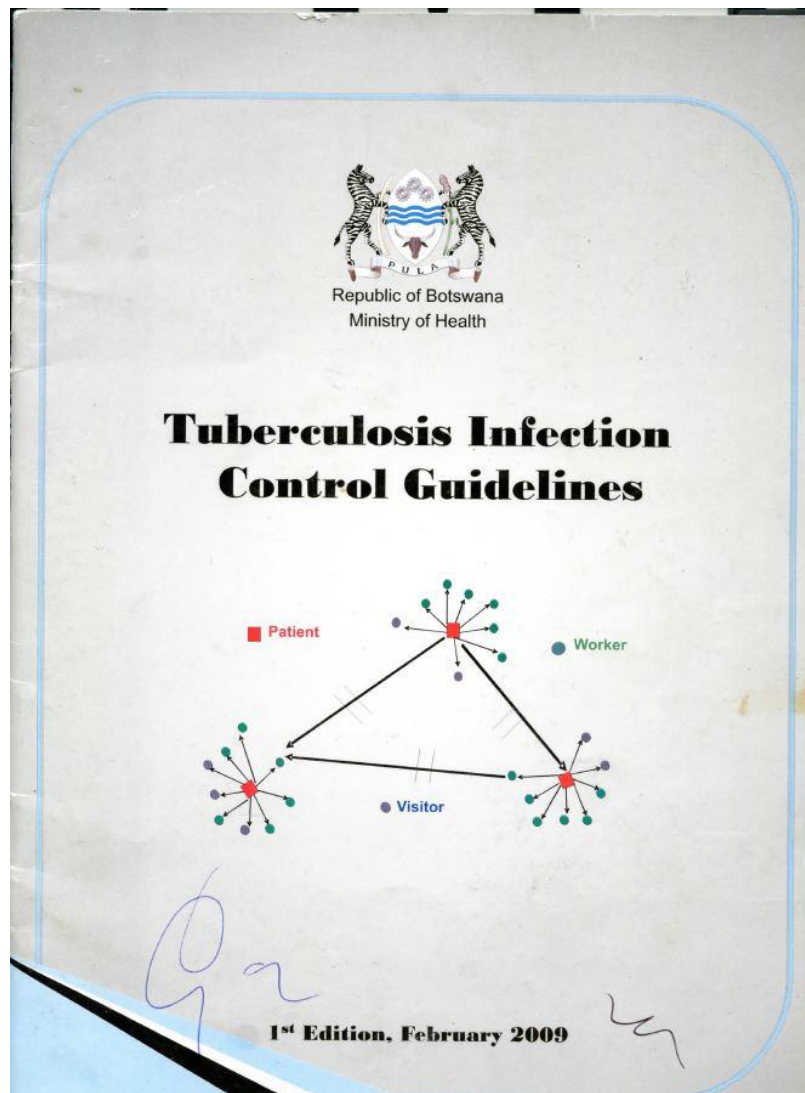 PULA
Republic of Botswana
Ministry of Health
Tuberculosis Infection
Control Guidelines
Patient
Worker
Visitor
1st Edition, February 2009